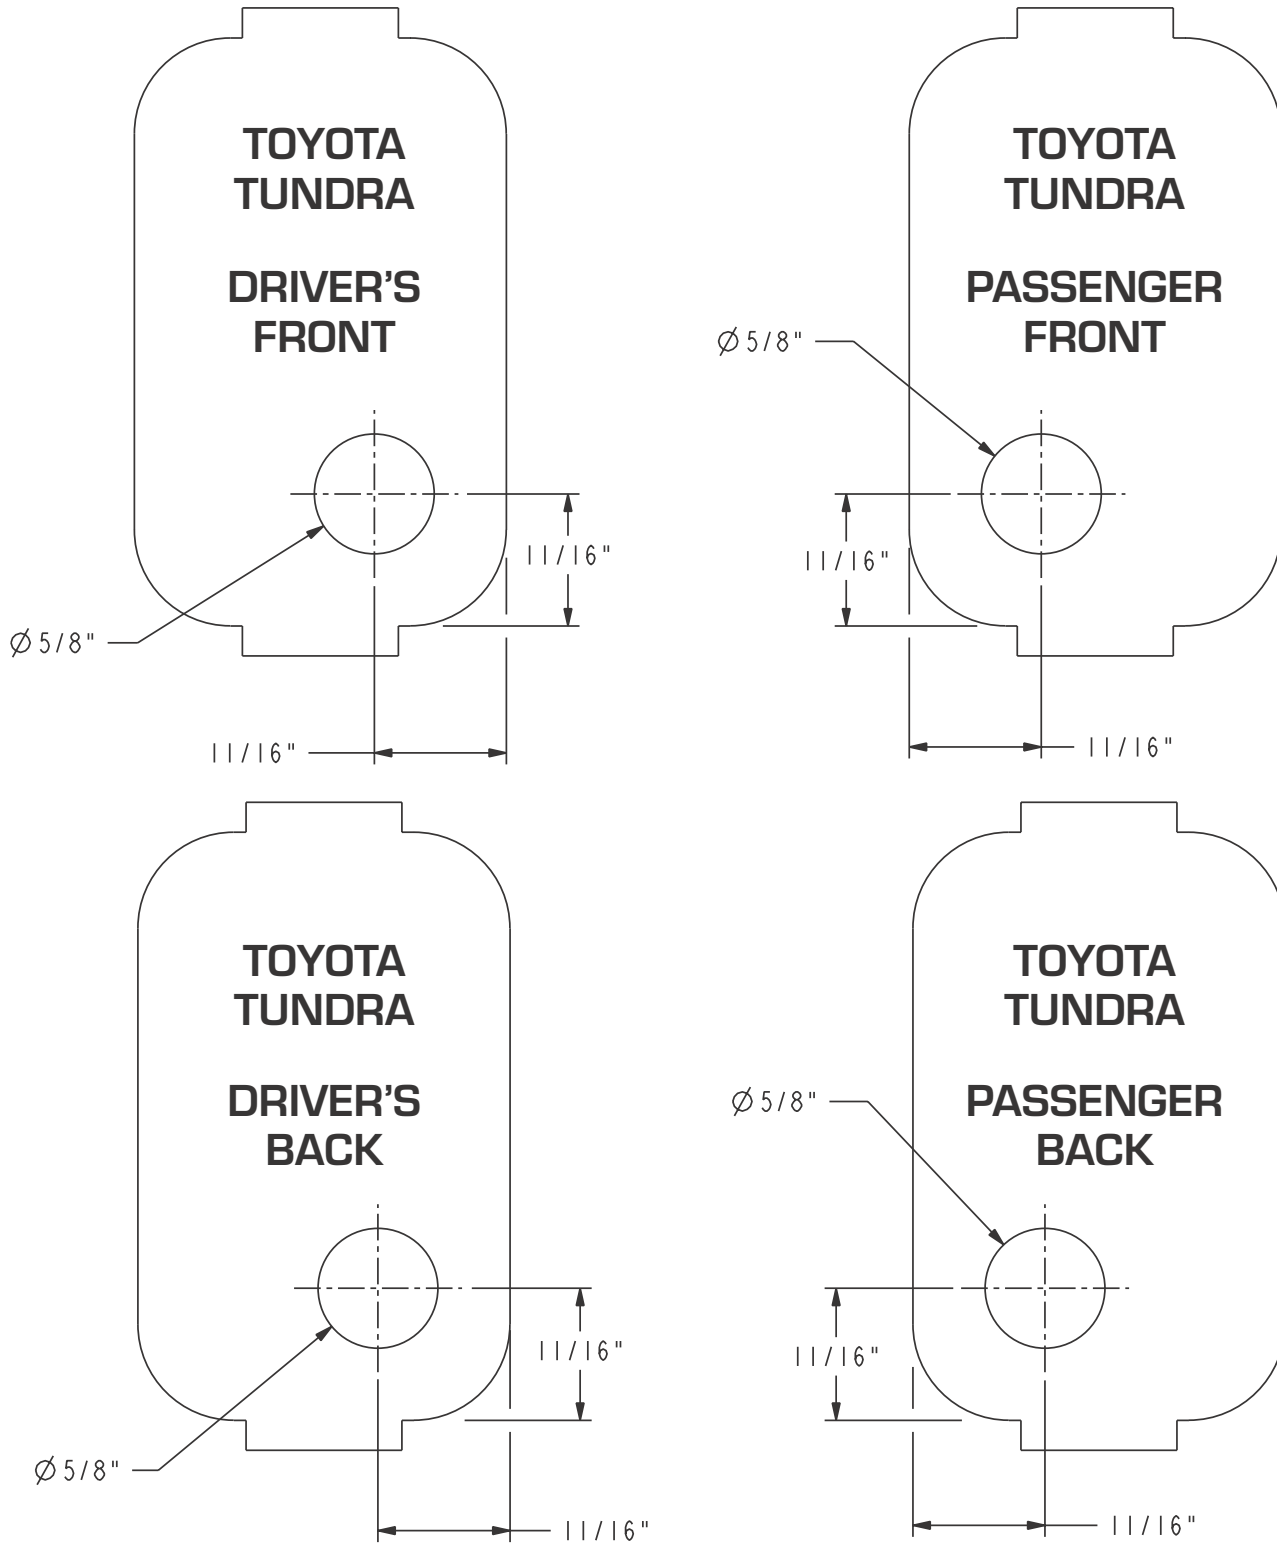 TOYOTA
TUNDRA
DRIVER’S
FRONT
Ø5/8"
11/16"
11/16"
TOYOTA
TUNDRA
PASSENGER
FRONT
Ø5/8"
11/16"
11/16"
TOYOTA
TUNDRA
DRIVER’S
BACK
Ø5/8"
11/16"
11/16"
TOYOTA
TUNDRA
PASSENGER
BACK
Ø5/8"
11/16"
11/16"